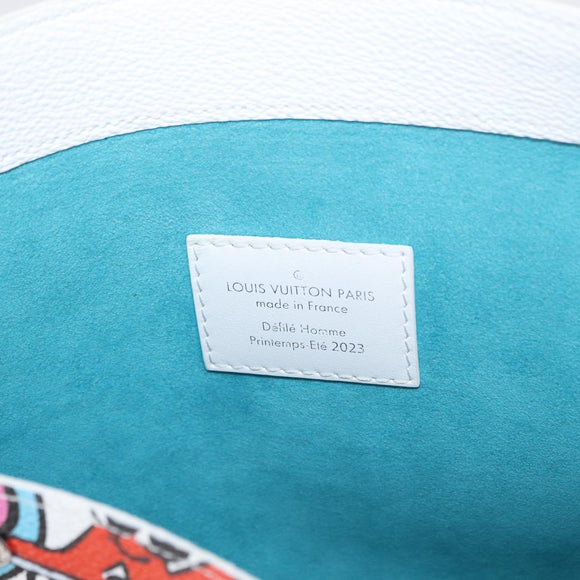 LOUIS VUITTON PARIS
made in France
Défilé Homme
Printemps-Eté 2023